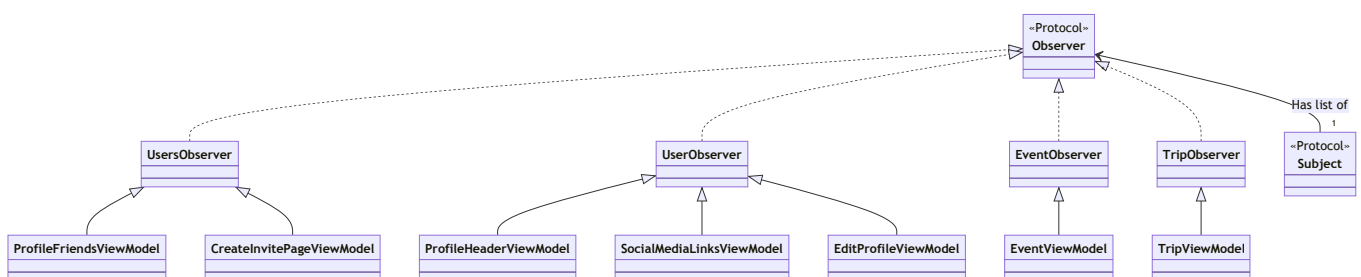 «Protocol»
Observer
Has list of
1
UsersObserver
UserObserver
EventObserver
TripObserver
«Protocol»
Subject
ProfileFriendsViewModel
CreateInvitePageViewModel
ProfileHeaderViewModel
SocialMediaLinksViewModel
EditProfileViewModel
EventViewModel
TripViewModel